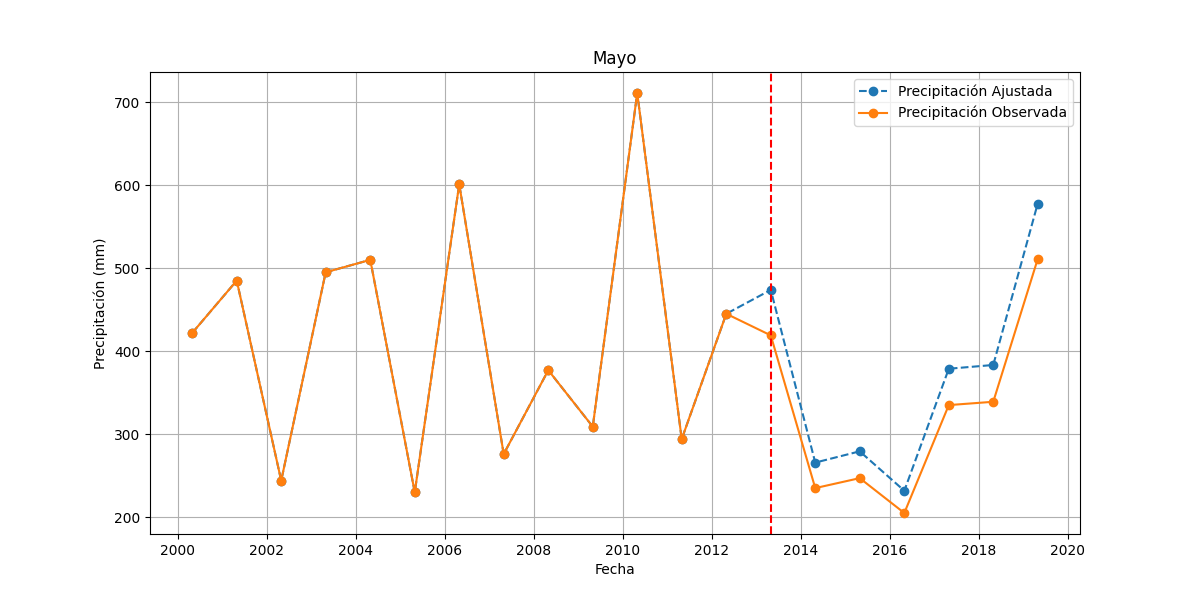 Mayo
Precipitación Ajustada
Precipitación Observada
Precipitación (mm)
700
600
500
400
300
200
2000 2002 2004 2006 2008 2010 2012 2014 2016 2018 2020
Fecha